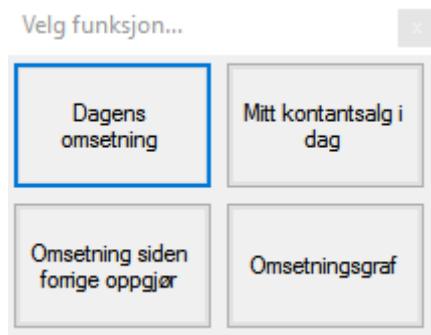 Velg funksjon...
x
Dagens
omsetning
Mitt kontantsalg i
dag
Omsetning siden
forrige oppgjør
Omsetningsgraf